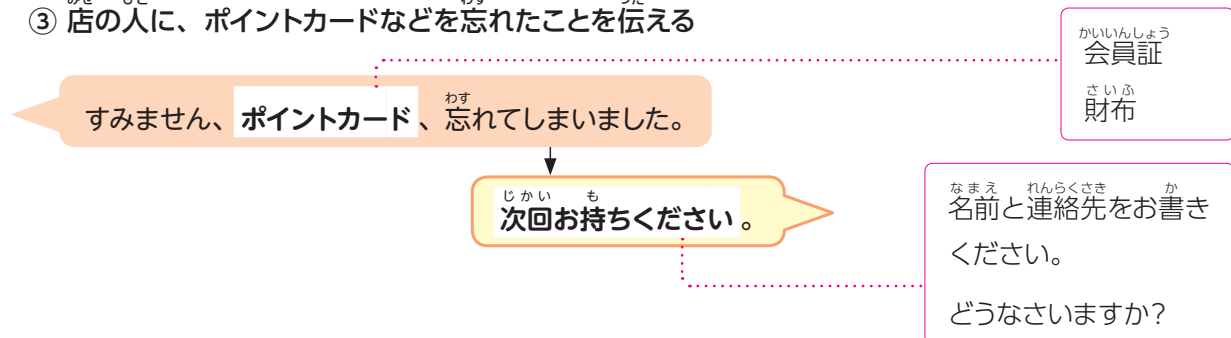 ③ 店の人に、ポイントカードなどを忘れたことを伝える
かいいんしょう
会員証
さいふ
財布
わす
すみません、ポイントカード、忘れてしまいました。
じかい も
次回お持ちください。
なまえ れんらくさき か
名前と連絡先をお書き
ください。
どうなさいますか?